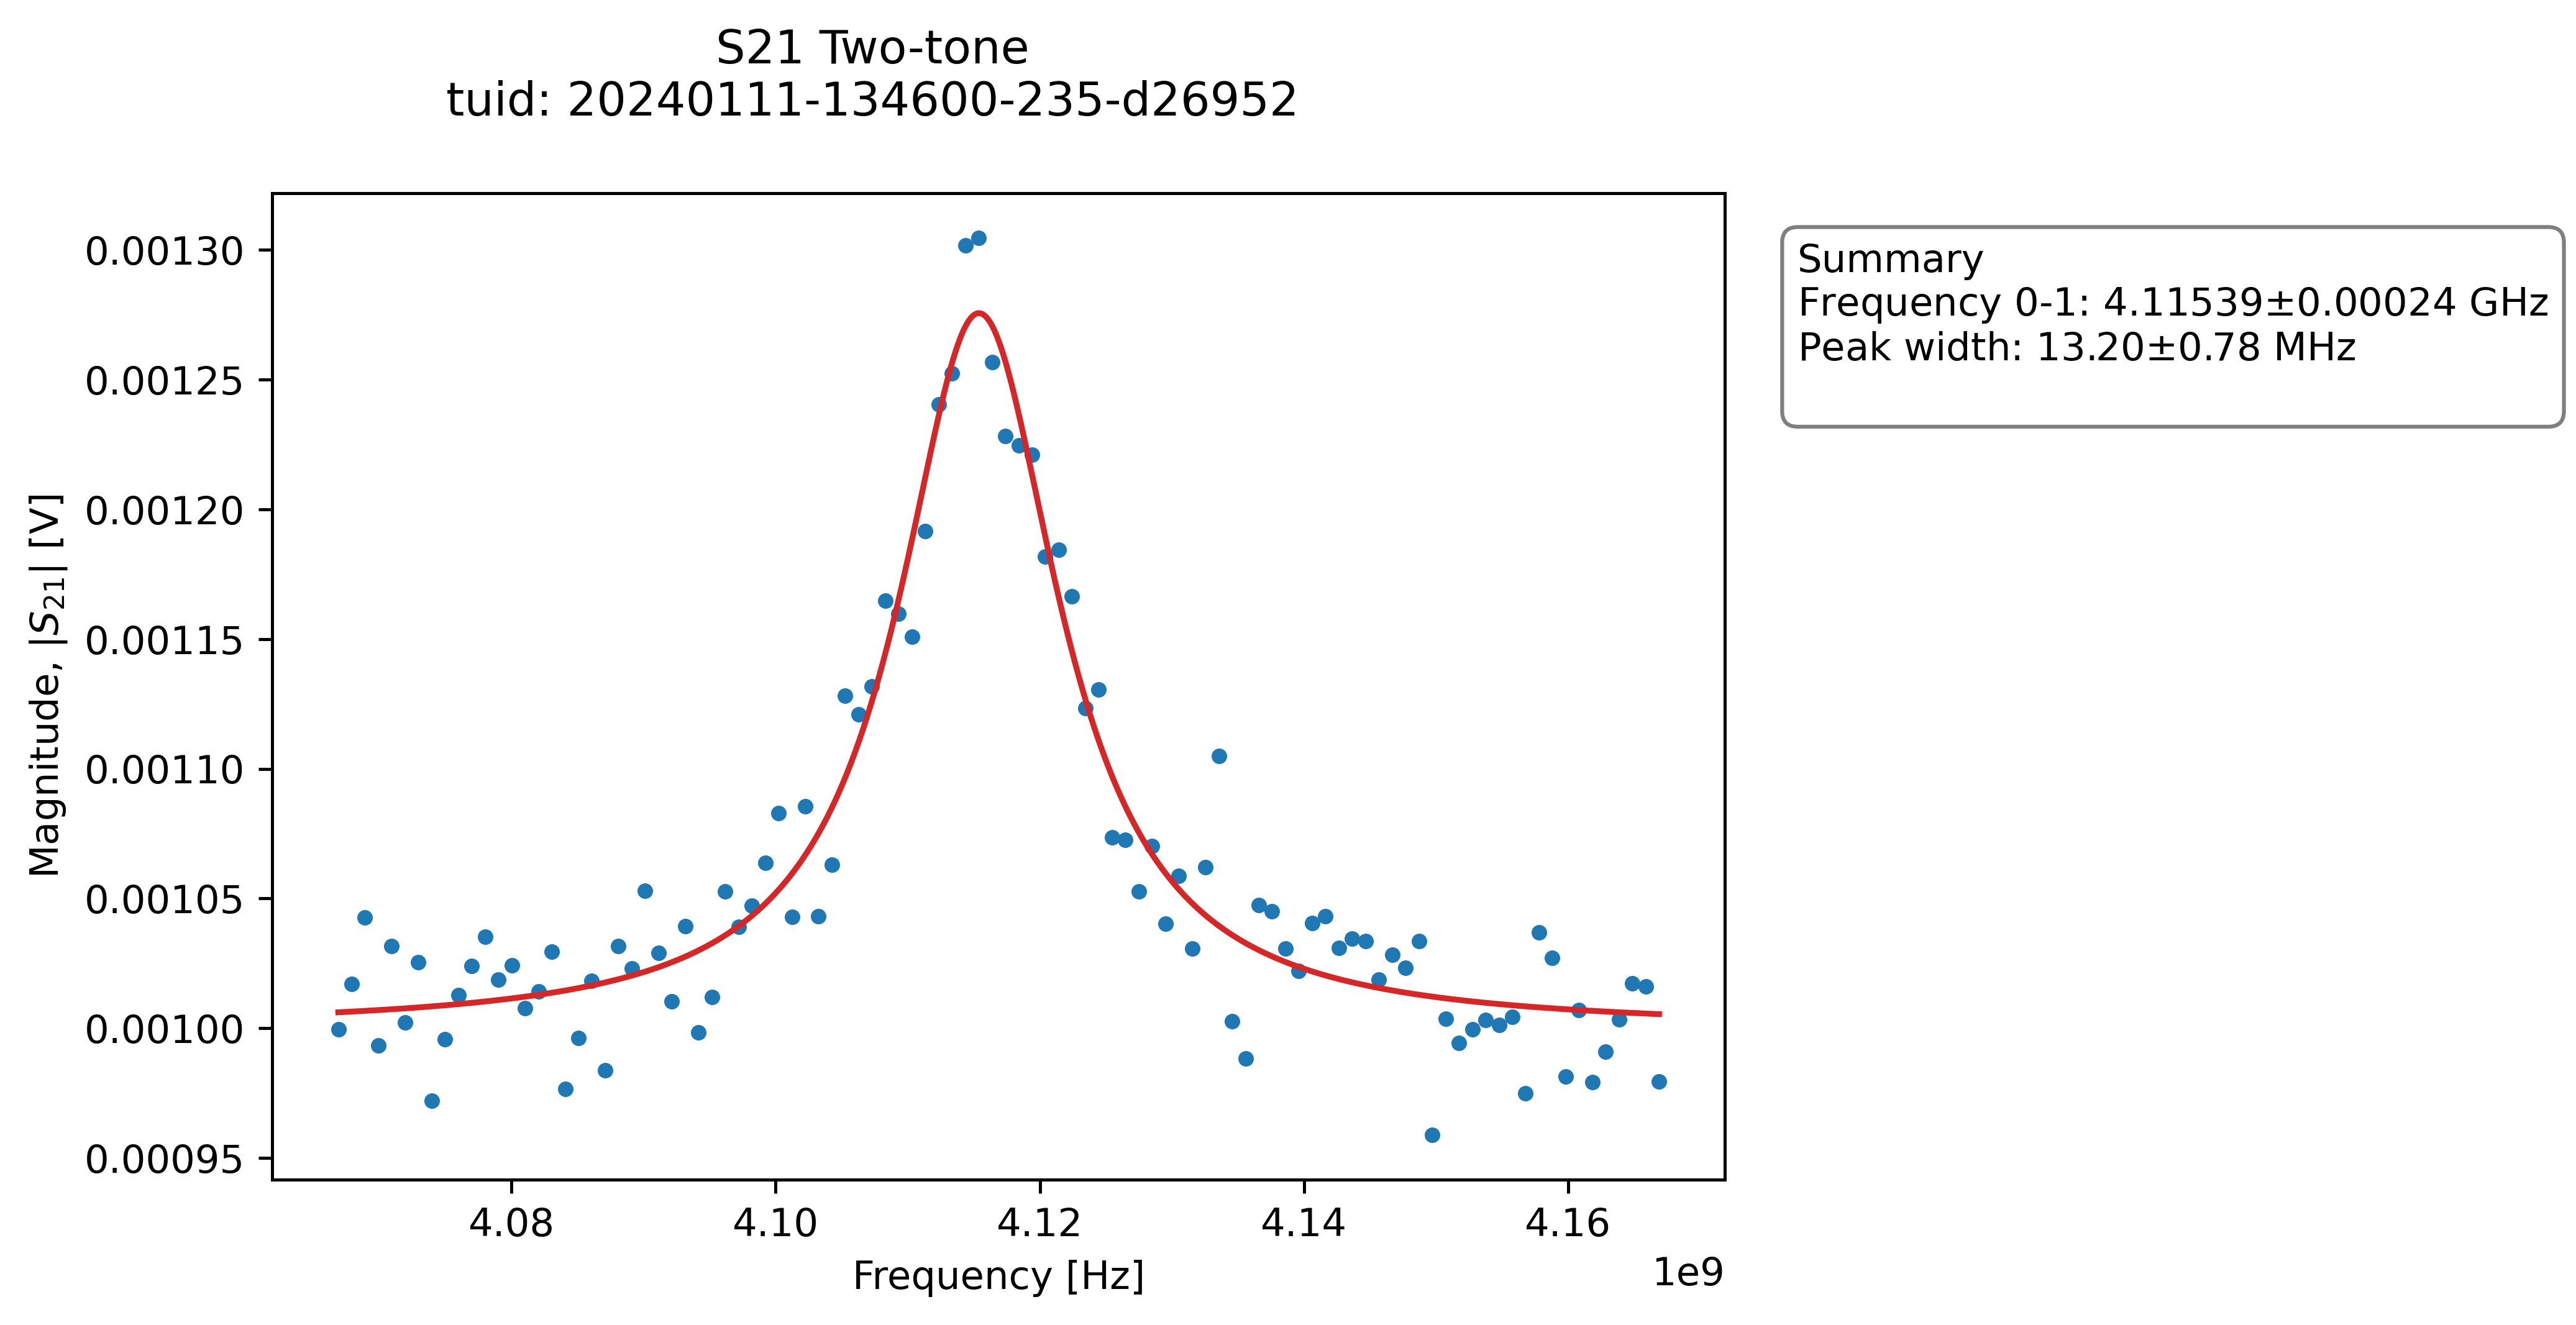 S21 Two-tone
tuid: 20240111-134600-235-d26952
Magnitude, |S21| [V]
0.00130
0.00125
0.00120
0.00115
0.00110
0.00105
0.00100
0.00095
4.08 4.10 4.12 4.14 4.16
1e9
Frequency [Hz]
Summary
Frequency 0-1: 4.11539±0.00024 GHz
Peak width: 13.20±0.78 MHz